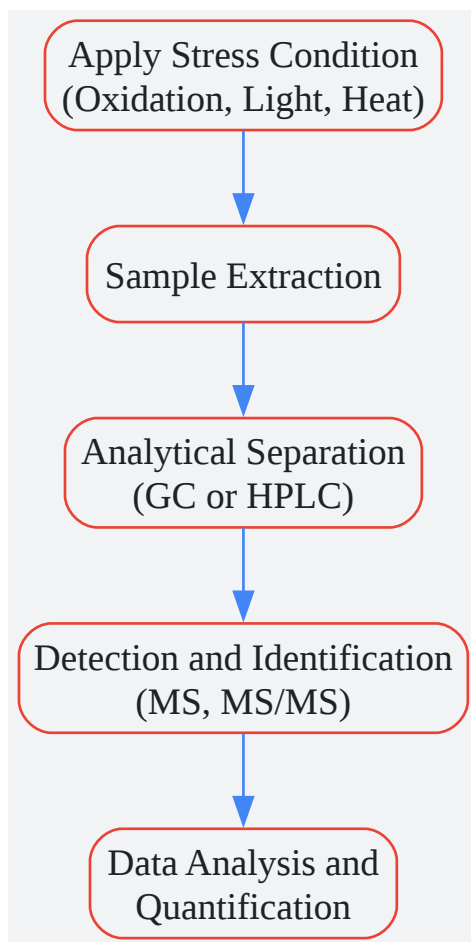 Apply Stress Condition
(Oxidation, Light, Heat)
Sample Extraction
Analytical Separation
(GC or HPLC)
Detection and Identification
(MS, MS/MS)
Data Analysis and
Quantification